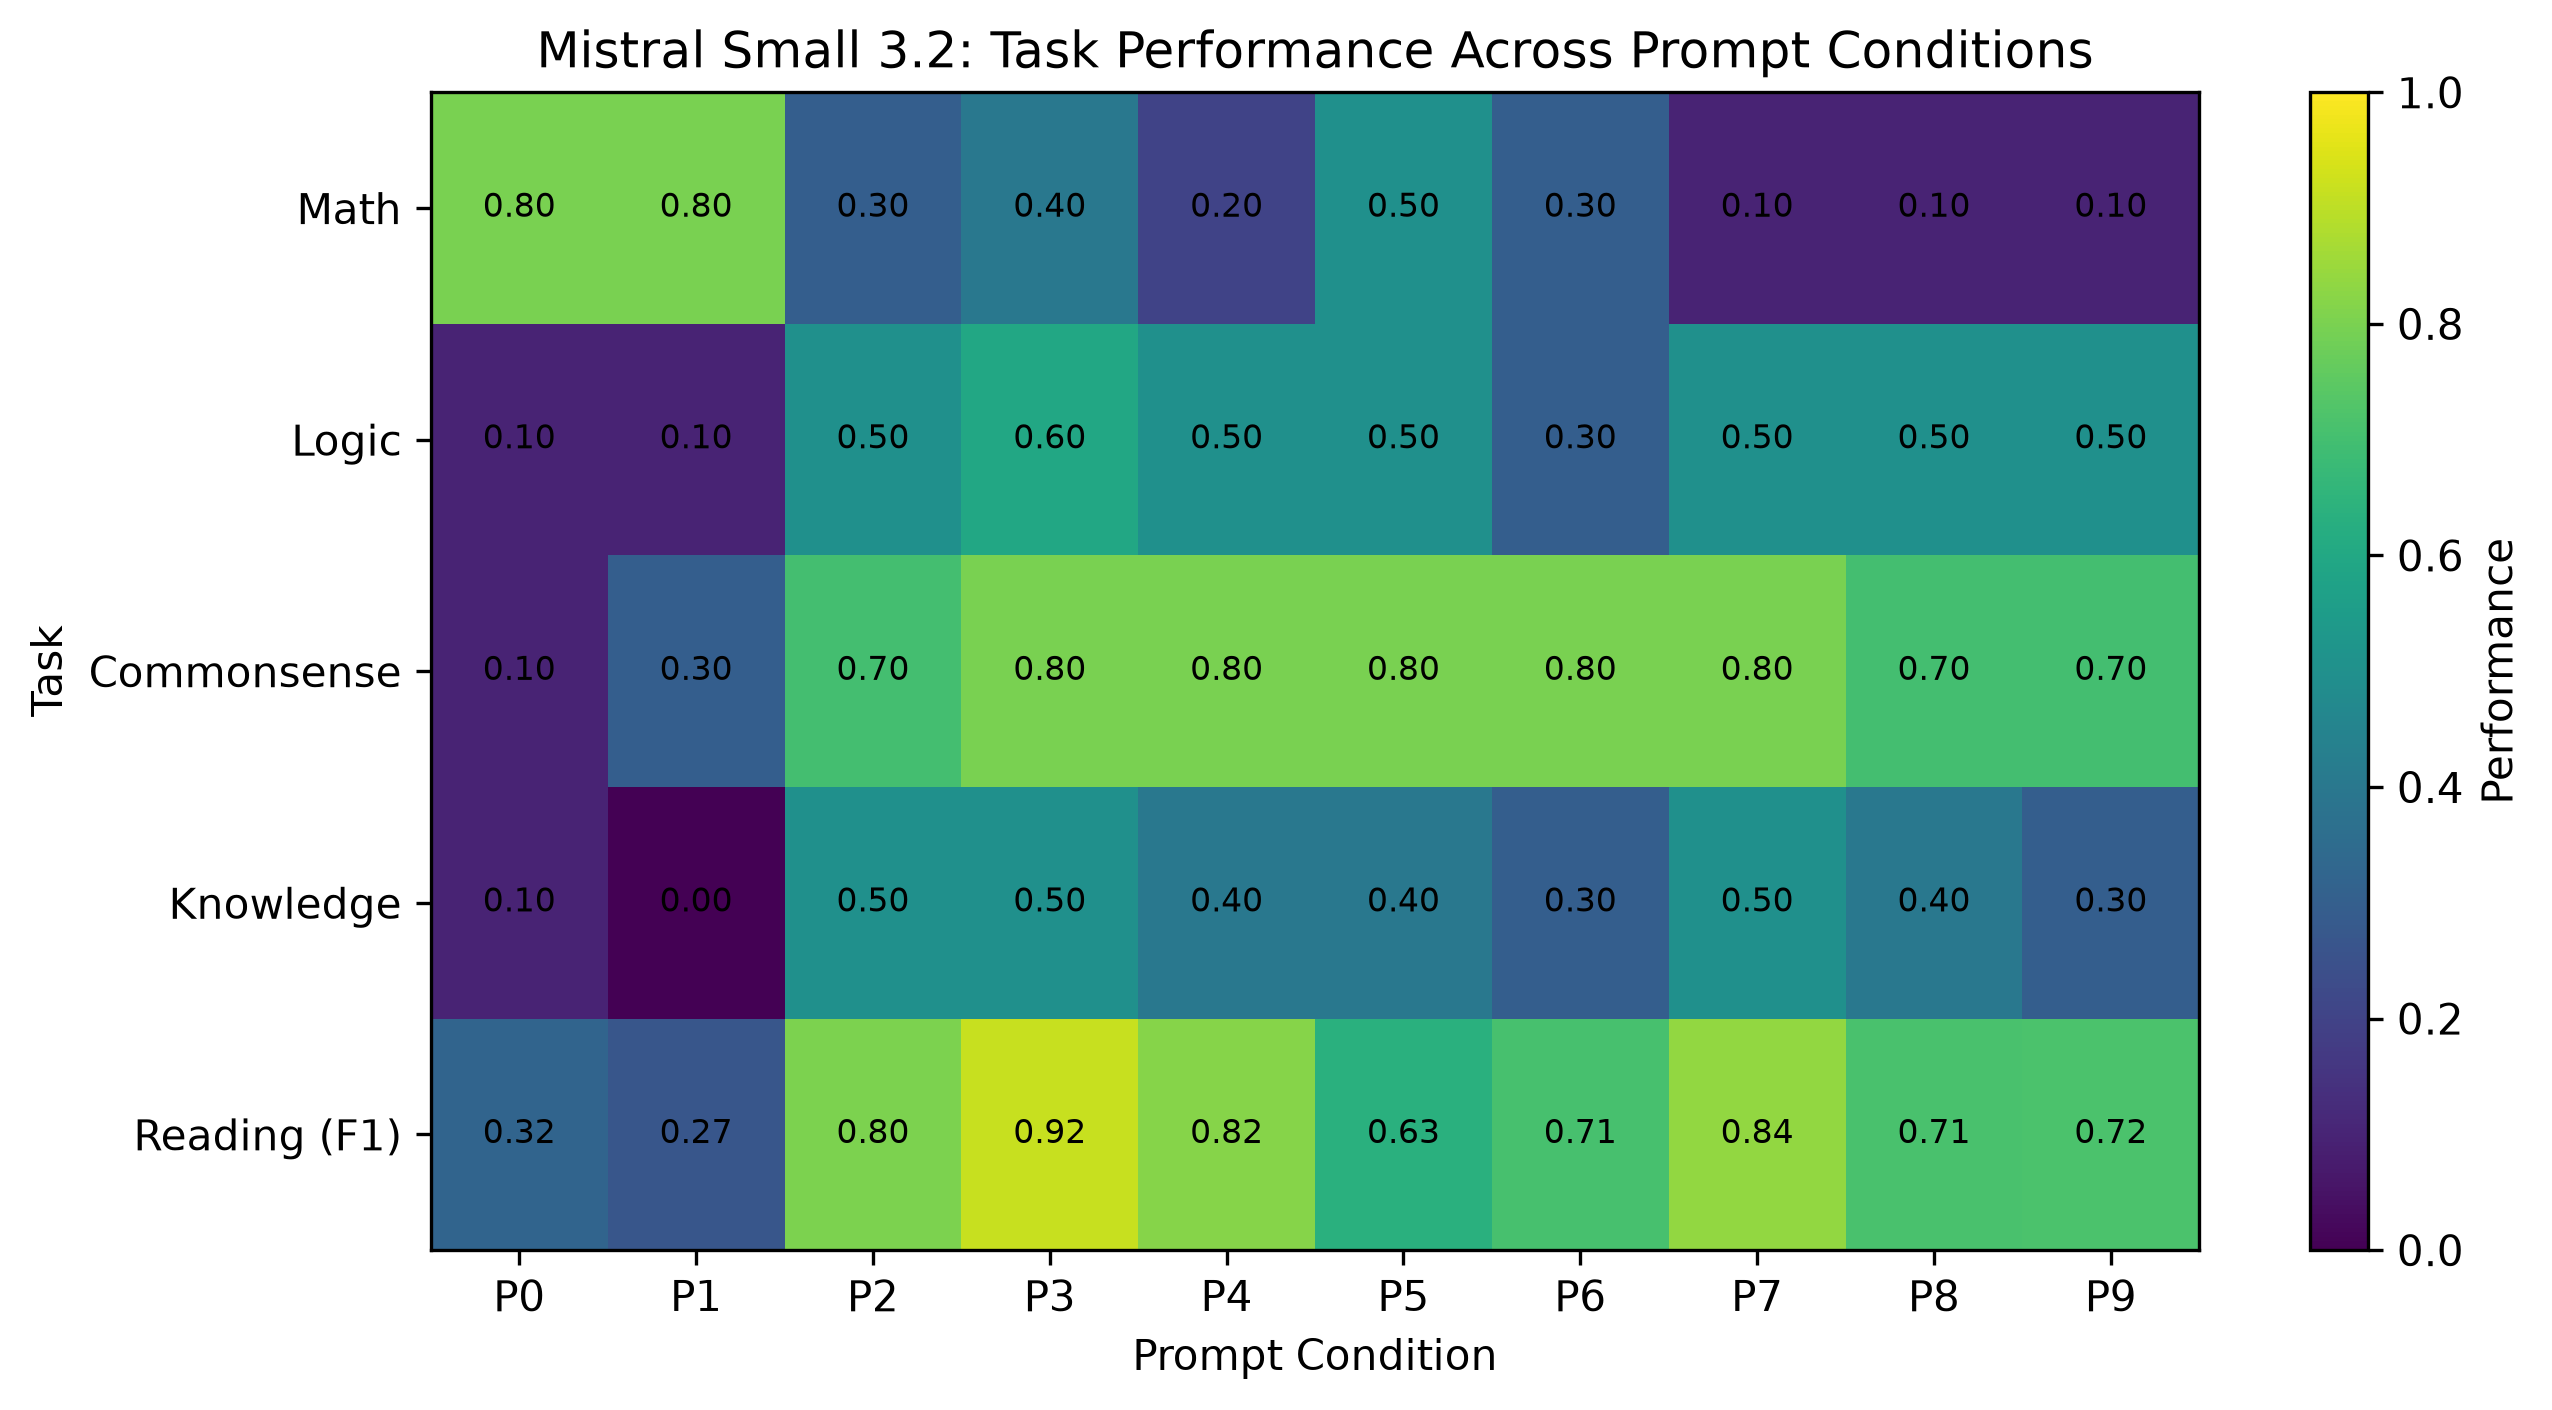 Mistral Small 3.2: Task Performance Across Prompt Conditions
Task
Math 0.80 0.80 0.30 0.40 0.20 0.50 0.30 0.10 0.10 0.10
Logic 0.10 0.10 0.50 0.60 0.50 0.50 0.30 0.50 0.50 0.50
Commonsense 0.10 0.30 0.70 0.80 0.80 0.80 0.80 0.80 0.70 0.70
Knowledge 0.10 0.00 0.50 0.50 0.40 0.40 0.30 0.50 0.40 0.30
Reading (F1) 0.32 0.27 0.80 0.92 0.82 0.63 0.71 0.84 0.71 0.72
P0 P1 P2 P3 P4 P5 P6 P7 P8 P9
Prompt Condition
1.0
0.8
0.6
0.4
0.2
0.0
Performance